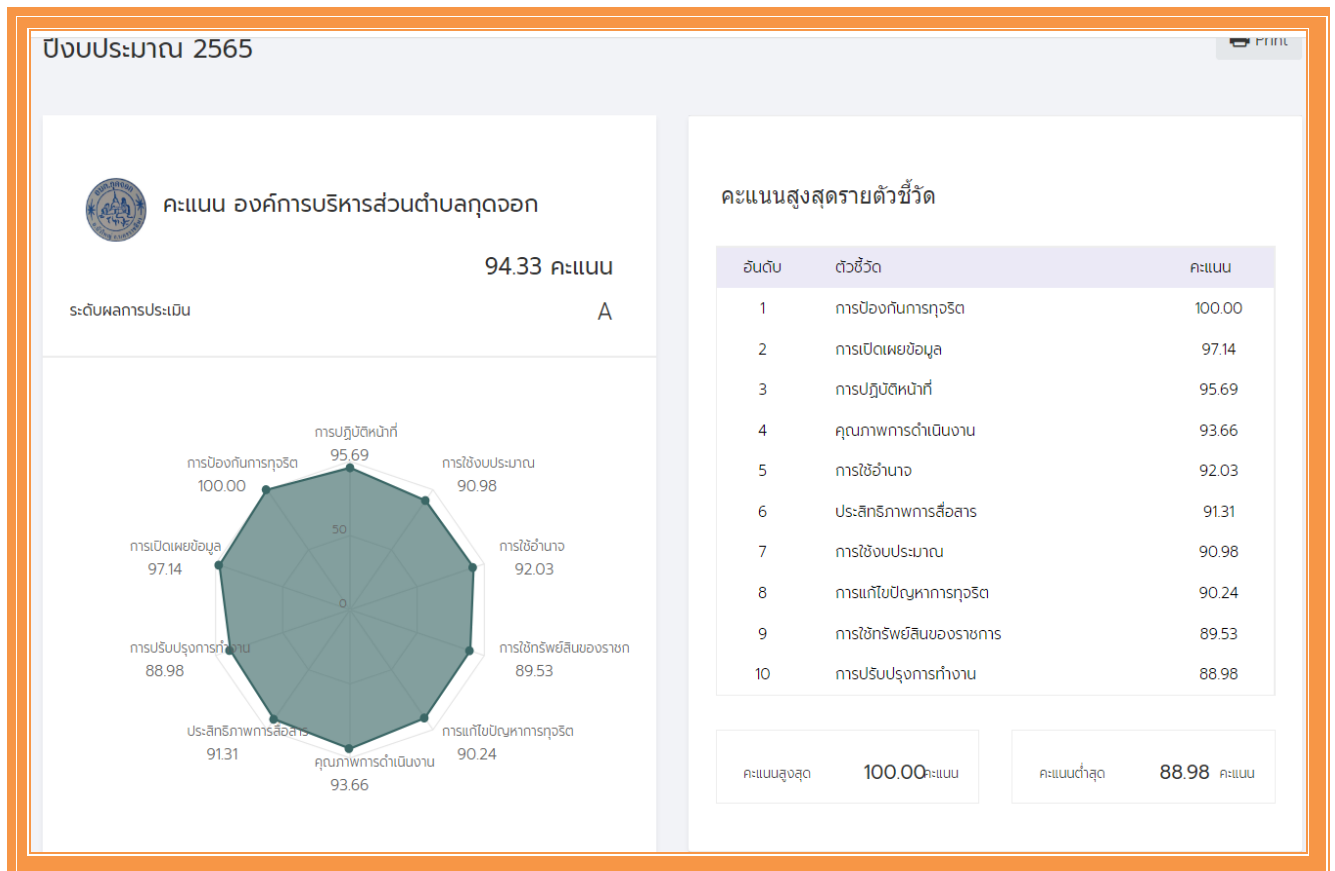 ปีงบประมาณ 2565
Print
คะแนน องค์การบริหารส่วนตำบลกุดจอก
94.33 คะแนน
ระดับผลการประเมิน A
การปฏิบัติหน้าที่
95.69
การใช้งบประมาณ
90.98
การใช้อำนาจ
92.03
การใช้ทรัพย์สินของราชก
89.53
การแก้ไขปัญหาการทุจริต
90.24
คุณภาพการดำเนินงาน
93.66
ประสิทธิภาพการสื่อสาร
91.31
การปรับปรุงการทำงาน
88.98
การเปิดเผยข้อมูล
97.14
การป้องกันการทุจริต
100.00
50
0
คะแนนสูงสุดรายตัวชี้วัด
อันดับ ตัวชี้วัด คะแนน
1 การป้องกันการทุจริต 100.00
2 การเปิดเผยข้อมูล 97.14
3 การปฏิบัติหน้าที่ 95.69
4 คุณภาพการดำเนินงาน 93.66
5 การใช้อำนาจ 92.03
6 ประสิทธิภาพการสื่อสาร 91.31
7 การใช้งบประมาณ 90.98
8 การแก้ไขปัญหาการทุจริต 90.24
9 การใช้ทรัพย์สินของราชการ 89.53
10 การปรับปรุงการทำงาน 88.98
คะแนนสูงสุด 100.00 คะแนน
คะแนนต่ำสุด 88.98 คะแนน